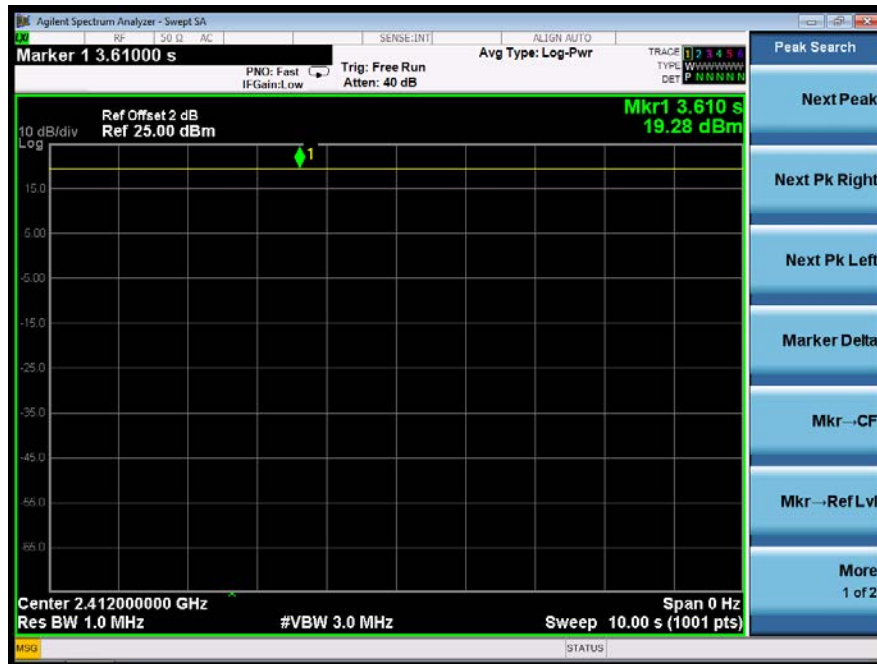 Agilent Spectrum Analyzer - Swept SA
LXI RF 50 Ω AC SENSE:INT ALIGN AUTO
Marker 1 3.61000 s
PNO: Fast
IFGain:Low
Trig: Free Run
Atten: 40 dB
Avg Type: Log-Pwr
TRACE 1 2 3 4 5 6
TYPE WWWWWW
DET P N N N N N
Peak Search
Next Peak
Next Pk Right
Next Pk Left
Marker Delta
Mkr→CF
Mkr→Ref Lvl
More
1 of 2
Mkr1 3.610 s
19.28 dBm
Ref Offset 2 dB
10 dB/div Ref 25.00 dBm
Log
1
15.0
5.00
-5.00
-15.0
-25.0
-35.0
-45.0
-55.0
-65.0
Center 2.412000000 GHz Span 0 Hz
Res BW 1.0 MHz #VBW 3.0 MHz Sweep 10.00 s (1001 pts)
MSG STATUS